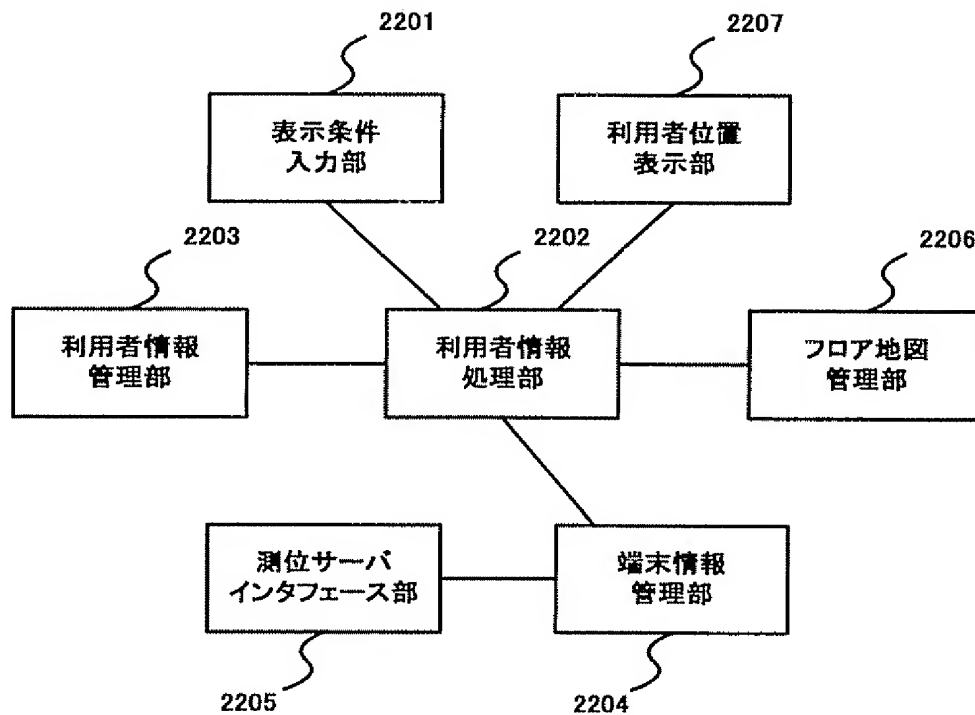 2201
2207
表示条件
入力部
利用者位置
表示部
2203
2202
2206
利用者情報
管理部
利用者情報
処理部
フロア地図
管理部
測位サーバ
インタフェース部
端末情報
管理部
2205
2204